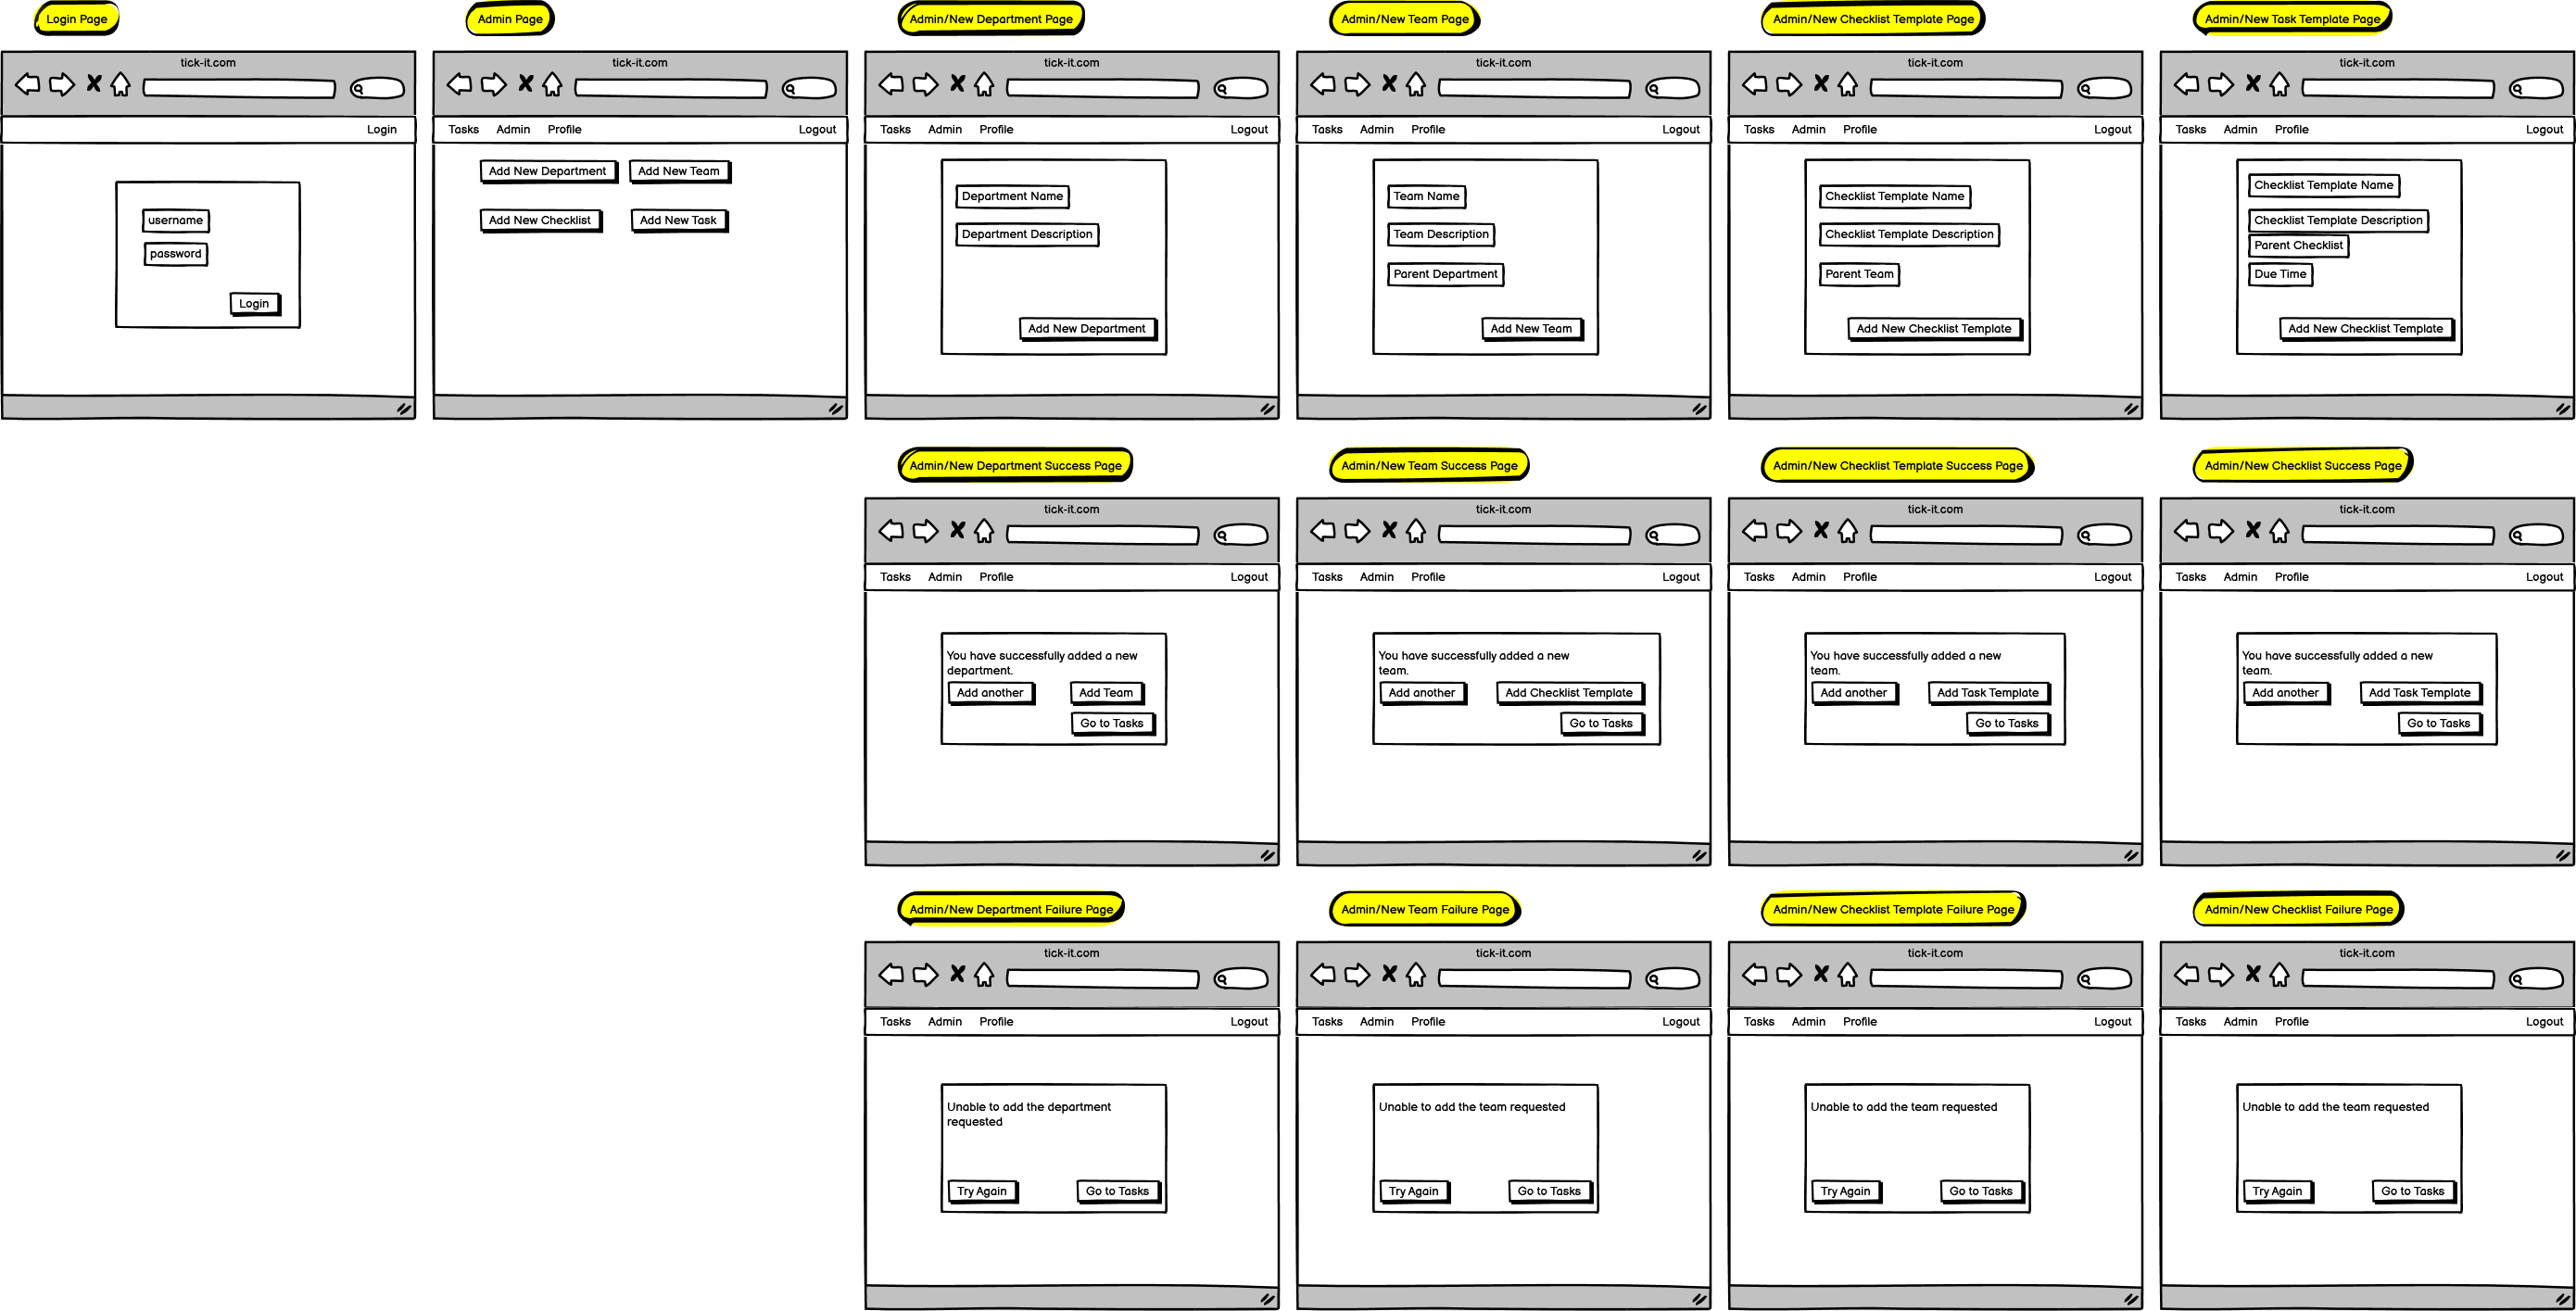 Login Page
tick-it.com
Login
username
password
Login
Admin Page
tick-it.com
Tasks Admin Profile Logout
Add New Department Add New Team
Add New Checklist Add New Task
Admin/New Department Page
tick-it.com
Tasks Admin Profile Logout
Department Name
Department Description
Add New Department
Admin/New Team Page
tick-it.com
Tasks Admin Profile Logout
Team Name
Team Description
Parent Department
Add New Team
Admin/New Checklist Template Page
tick-it.com
Tasks Admin Profile Logout
Checklist Template Name
Checklist Template Description
Parent Team
Add New Checklist Template
Admin/New Task Template Page
tick-it.com
Tasks Admin Profile Logout
Checklist Template Name
Checklist Template Description
Parent Checklist
Due Time
Add New Checklist Template
Admin/New Department Success Page
tick-it.com
Tasks Admin Profile Logout
You have successfully added a new
department.
Add another Add Team
Go to Tasks
Admin/New Team Success Page
tick-it.com
Tasks Admin Profile Logout
You have successfully added a new
team.
Add another Add Checklist Template
Go to Tasks
Admin/New Checklist Template Success Page
tick-it.com
Tasks Admin Profile Logout
You have successfully added a new
team.
Add another Add Task Template
Go to Tasks
Admin/New Checklist Success Page
tick-it.com
Tasks Admin Profile Logout
You have successfully added a new
team.
Add another Add Task Template
Go to Tasks
Admin/New Department Failure Page
tick-it.com
Tasks Admin Profile Logout
Unable to add the department
requested
Try Again Go to Tasks
Admin/New Team Failure Page
tick-it.com
Tasks Admin Profile Logout
Unable to add the team requested
Try Again Go to Tasks
Admin/New Checklist Template Failure Page
tick-it.com
Tasks Admin Profile Logout
Unable to add the team requested
Try Again Go to Tasks
Admin/New Checklist Failure Page
tick-it.com
Tasks Admin Profile Logout
Unable to add the team requested
Try Again Go to Tasks